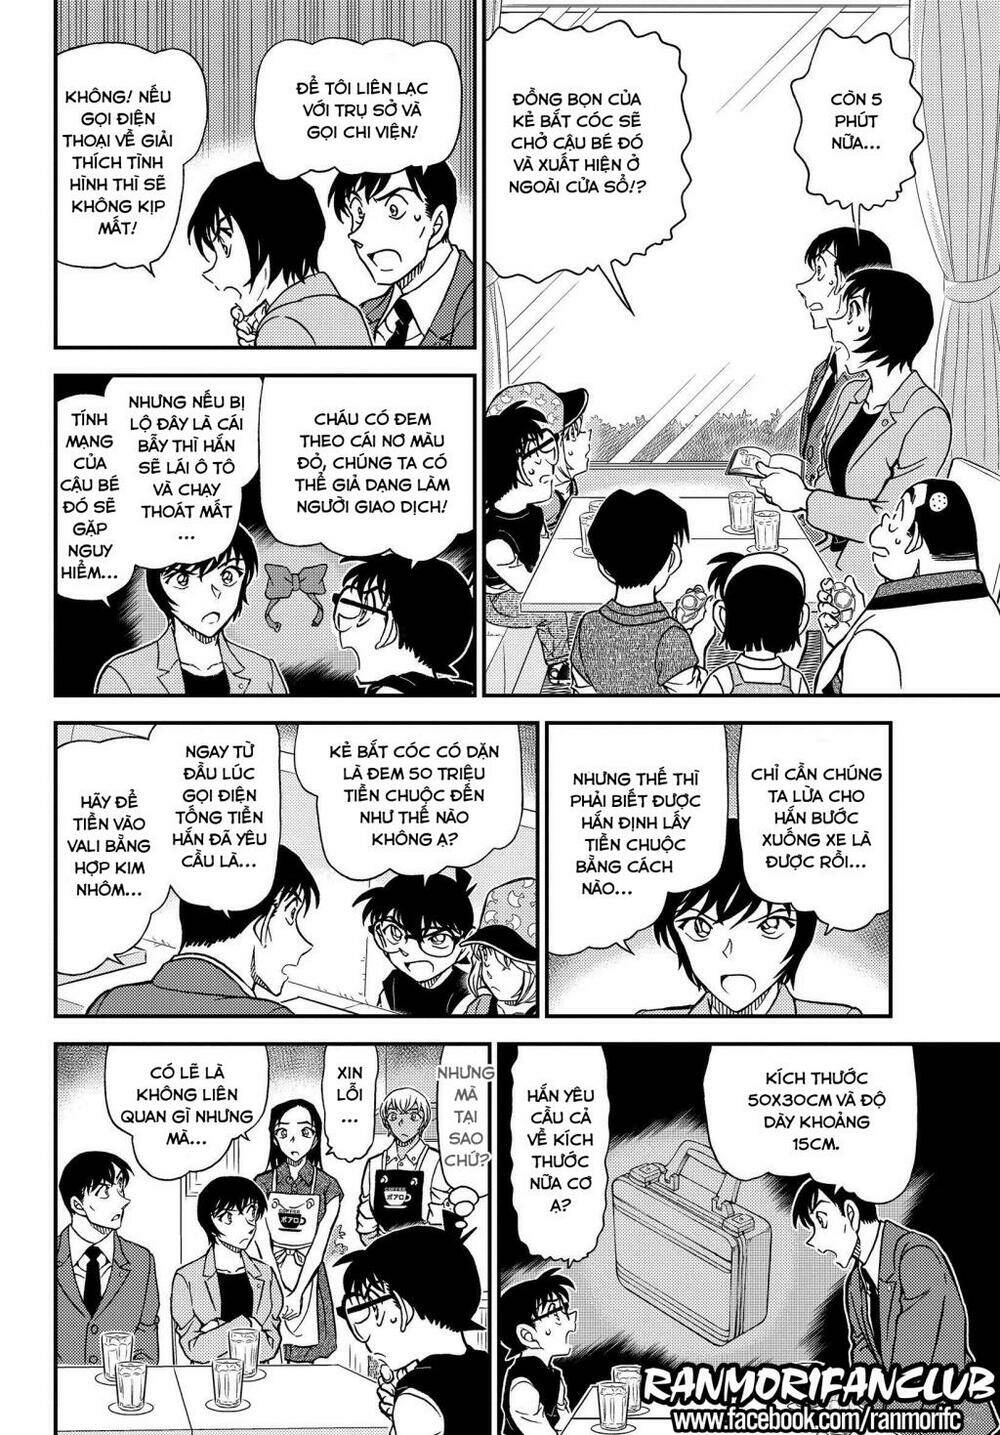 CÒN 5
PHÚT
NỮA...
ĐỒNG BỌN CỦA
KẺ BẮT CÓC SẼ
CHỞ CẬU BÉ ĐÓ
VÀ XUẤT HIỆN Ở
NGOÀI CỬA SỔ!?
ĐỂ TÔI LIÊN LẠC
VỚI TRỤ SỞ VÀ
GỌI CHI VIỆN!
KHÔNG! NẾU
GỌI ĐIỆN
THOẠI VỀ GIẢI
THÍCH TÌNH
HÌNH THÌ SẼ
KHÔNG KỊP
MẤT!
CHÁU CÓ ĐEM
THEO CÁI NƠ MÀU
ĐỎ, CHÚNG TA CÓ
THỂ GIẢ DẠNG LÀM
NGƯỜI GIAO DỊCH!
NHƯNG NẾU BỊ
LỘ ĐÂY LÀ CÁI
BẪY THÌ HẮN
SẼ LÁI Ô TÔ
VÀ CHẠY
THOÁT MẤT
...
TÍNH
MẠNG
CỦA
CẬU BÉ
ĐÓ SẼ
GẶP
NGUY
HIỂM...
CHỈ CẦN CHÚNG
TA LỪA CHO
HẮN BƯỚC
XUỐNG XE LÀ
ĐƯỢC RỒI...
NHƯNG THẾ THÌ
PHẢI BIẾT ĐƯỢC
HẮN ĐỊNH LẤY
TIỀN CHUỘC
BẰNG CÁCH
NÀO...
KẺ BẮT CÓC CÓ DẶN
LÀ ĐEM 50 TRIỆU
TIỀN CHUỘC ĐẾN
NHƯ THẾ NÀO
KHÔNG Ạ?
NGAY TỪ
ĐẦU LÚC
GỌI ĐIỆN
TỐNG TIỀN
HẮN ĐÃ YÊU
CẦU LÀ...
HÃY ĐỂ
TIỀN VÀO
VALI BẰNG
HỢP KIM
NHÔM...
KÍCH THƯỚC
50X30CM VÀ ĐỘ
DÀY KHOẢNG
15CM.
HẮN YÊU
CẦU CẢ
VỀ KÍCH
THƯỚC
NỮA CƠ
Ạ?
NHƯNG
MÀ
TẠI
SAO
CHỨ?
XIN
LỖI
...
CÓ LẼ LÀ
KHÔNG LIÊN
QUAN GÌ NHƯNG
MÀ...
COFFEE
ポアロ
COFFEE
ポアロ
RANMORIFANCLUB
www.facebook.com/ranmorifc